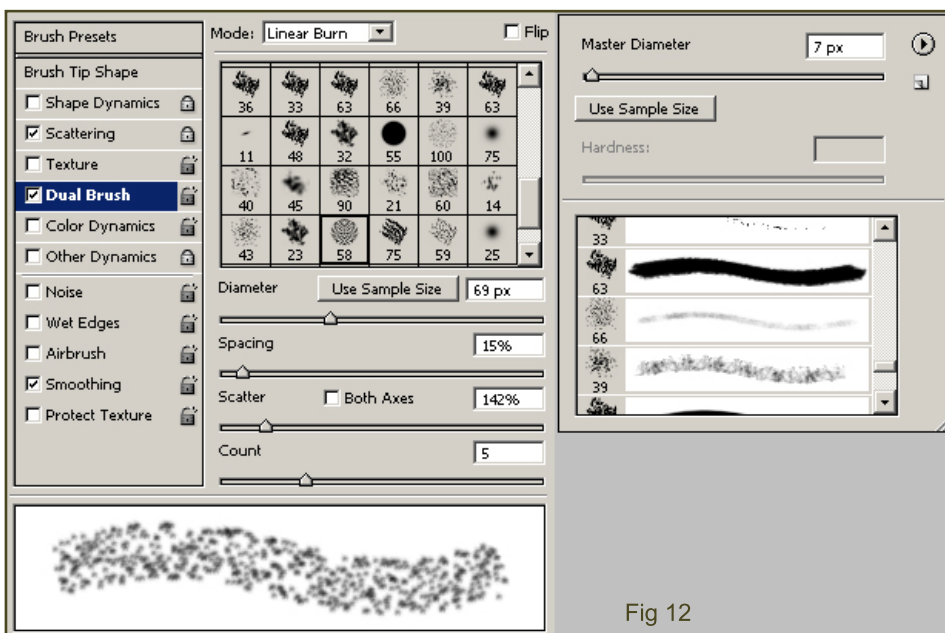 Brush Presets
Mode: Linear Burn
Flip
Brush Tip Shape
Shape Dynamics
Scattering
Texture
Dual Brush
Color Dynamics
Other Dynamics
Noise
Wet Edges
Airbrush
Smoothing
Protect Texture
36 33 63 66 39 63
11 48 32 55 100 75
40 45 90 21 60 14
43 23 58 75 59 25
Diameter Use Sample Size 69 px
Spacing 15%
Scatter Both Axes 142%
Count 5
Master Diameter 7 px
Use Sample Size
Hardness:
33
63
66
39
Fig 12